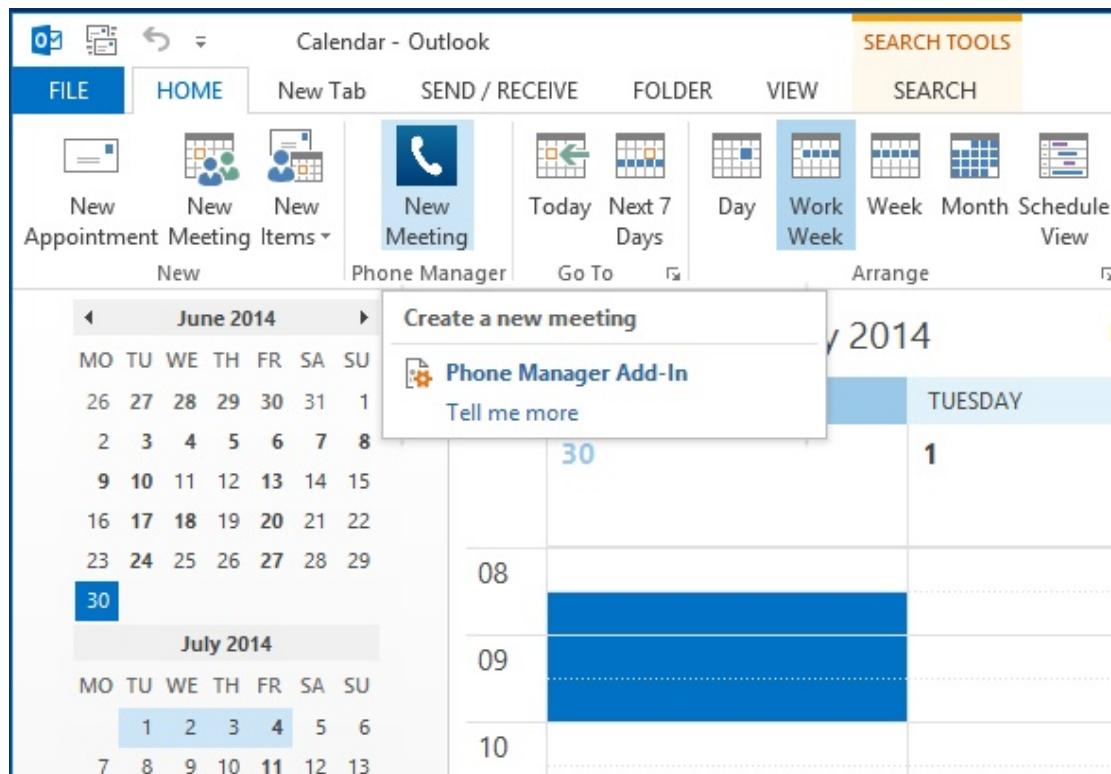 Calendar - Outlook
SEARCH TOOLS
FILE HOME New Tab SEND / RECEIVE FOLDER VIEW SEARCH
New Appointment
New Meeting
New Items
New Meeting
Today
Next 7 Days
Day
Work Week
Week
Month
Schedule View
New
Phone Manager
Go To
Arrange
June 2014
MO TU WE TH FR SA SU
26 27 28 29 30 31 1
2 3 4 5 6 7 8
9 10 11 12 13 14 15
16 17 18 19 20 21 22
23 24 25 26 27 28 29
30
July 2014
MO TU WE TH FR SA SU
1 2 3 4 5 6
7 8 9 10 11 12 13
Create a new meeting
Phone Manager Add-In
Tell me more
y 2014
TUESDAY
30 1
08
09
10